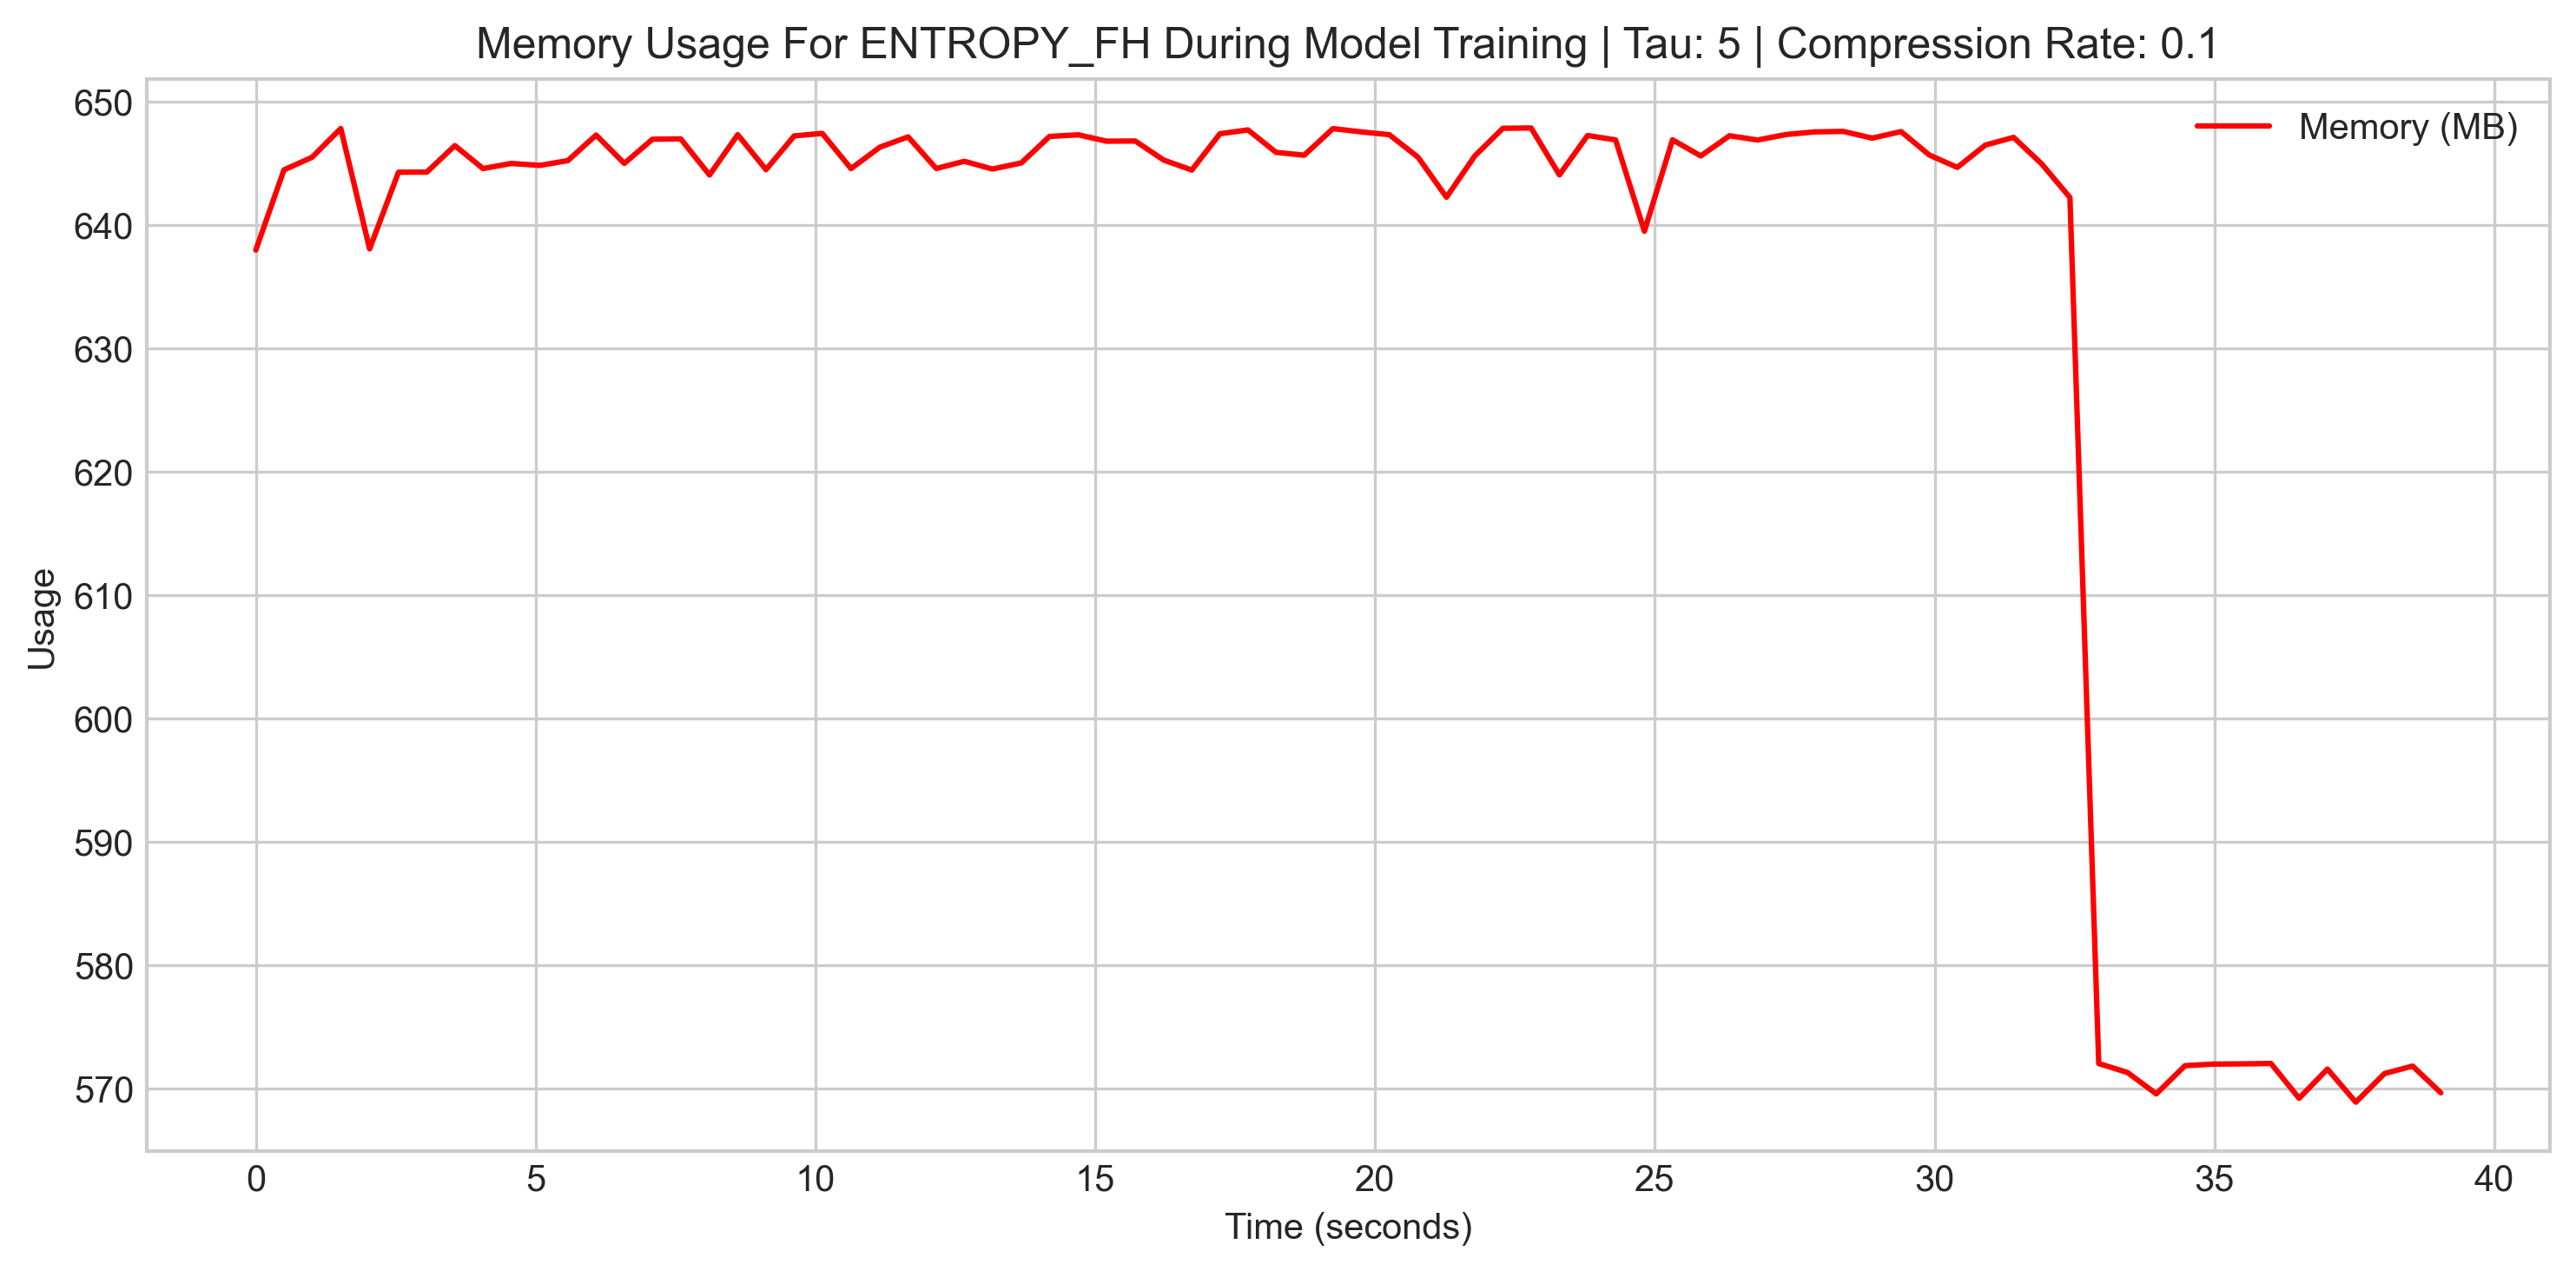 Memory Usage For ENTROPY_FH During Model Training | Tau: 5 | Compression Rate: 0.1
Memory (MB)
650
640
630
620
610
600
590
580
570
Usage
0 5 10 15 20 25 30 35 40
Time (seconds)